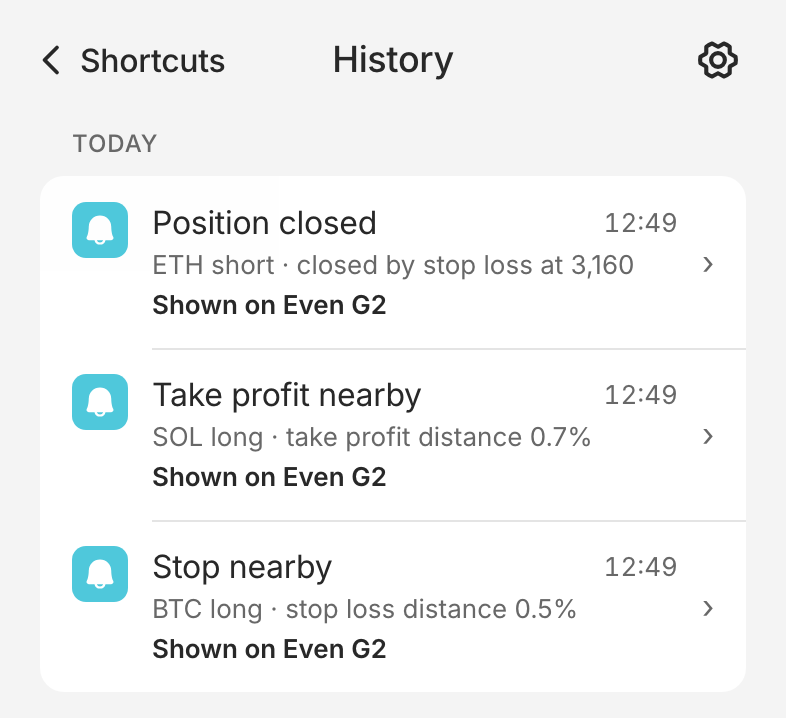 Shortcuts
History
TODAY
Position closed
12:49
ETH short · closed by stop loss at 3,160
Shown on Even G2
Take profit nearby
12:49
SOL long · take profit distance 0.7%
Shown on Even G2
Stop nearby
12:49
BTC long · stop loss distance 0.5%
Shown on Even G2